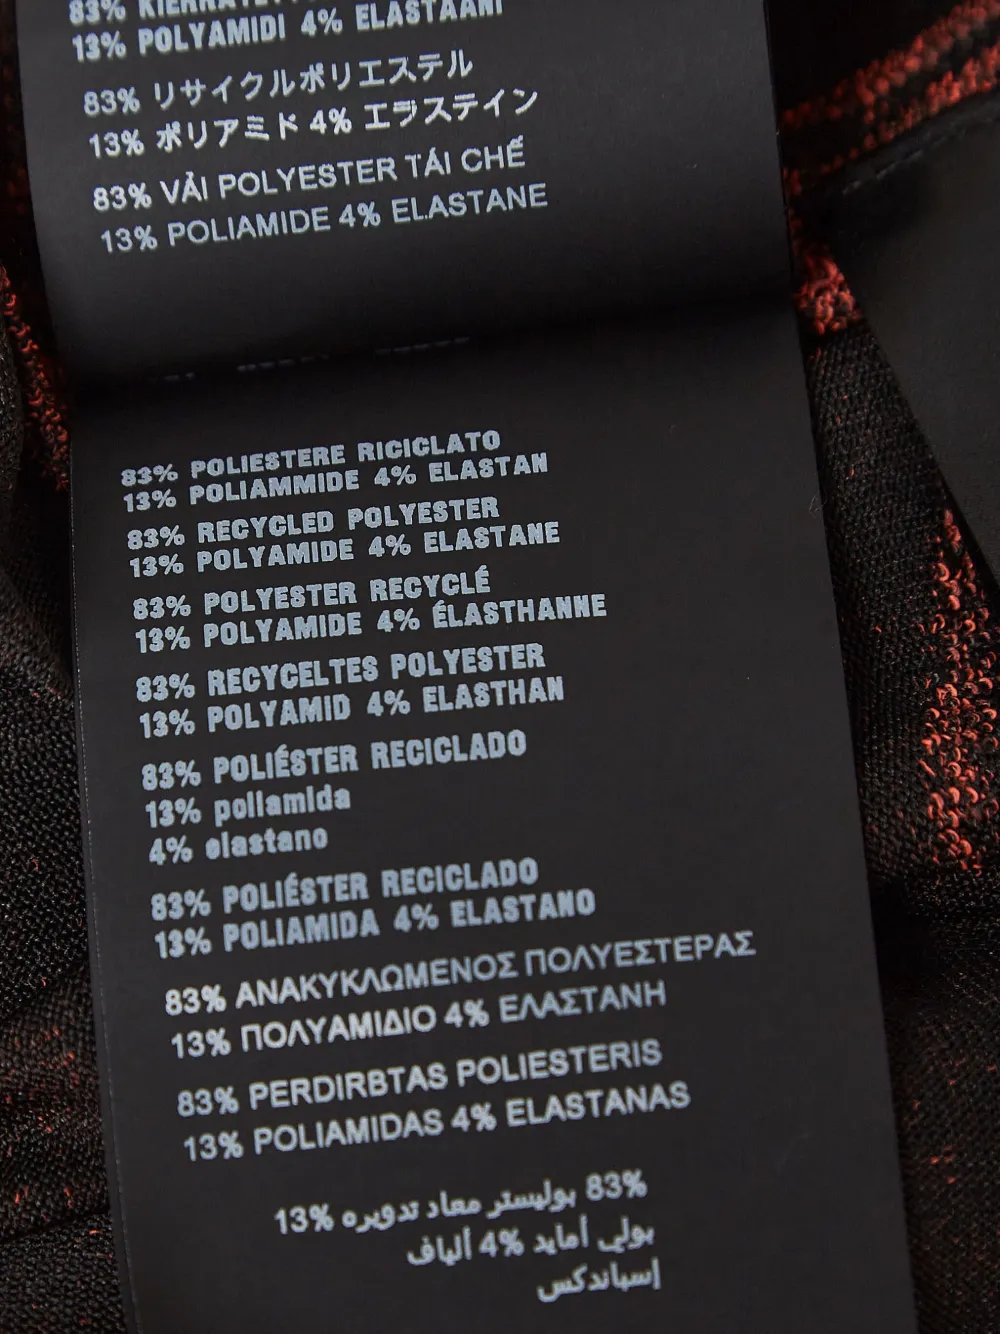 83% KIERRÄTETT
13% POLYAMIDI 4% ELASTAANI
83% リサイクルポリエステル
13% ポリアミド 4% エラステイン
83% VẢI POLYESTER TÁI CHẾ
13% POLIAMIDE 4% ELASTANE
83% POLIESTERE RICICLATO
13% POLIAMMIDE 4% ELASTAN
83% RECYCLED POLYESTER
13% POLYAMIDE 4% ELASTANE
83% POLYESTER RECYCLÉ
13% POLYAMIDE 4% ÉLASTHANNE
83% RECYCELTES POLYESTER
13% POLYAMID 4% ELASTHAN
83% POLIÉSTER RECICLADO
13% poliamida
4% elastano
83% POLIÉSTER RECICLADO
13% POLIAMIDA 4% ELASTANO
83% ΑΝΑΚΥΚΛΩΜΕΝΟΣ ΠΟΛΥΕΣΤΕΡΑΣ
13% ΠΟΛΥΑΜΙΔΙΟ 4% ΕΛΑΣΤΑΝΗ
83% PERDIRBTAS POLIESTERIS
13% POLIAMIDAS 4% ELASTANAS
83% بوليستر معاد تدويره 13%
بولي أمايد 4% ألياف
إسباندكس